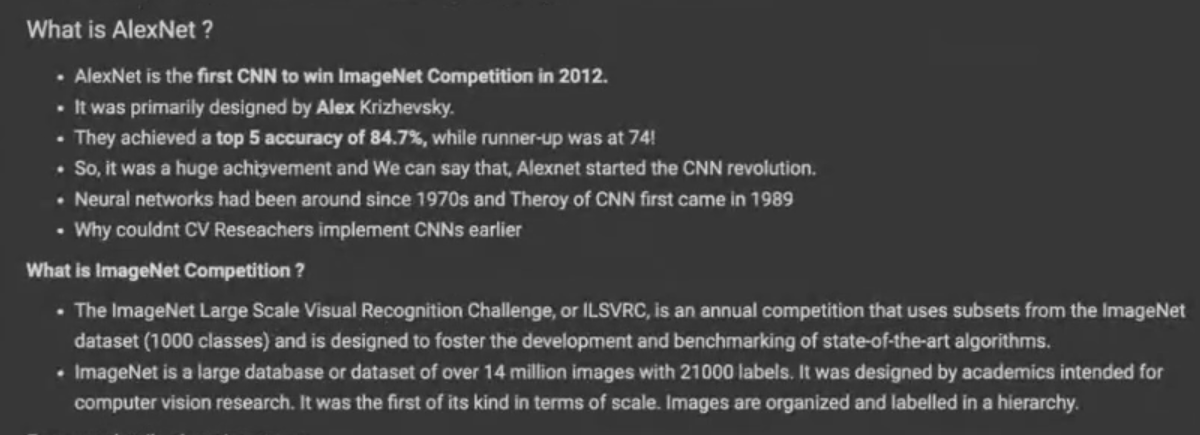 What is AlexNet ?
• AlexNet is the first CNN to win ImageNet Competition in 2012.
• It was primarily designed by Alex Krizhevsky.
• They achieved a top 5 accuracy of 84.7%, while runner-up was at 74!
• So, it was a huge achievement and We can say that, Alexnet started the CNN revolution.
• Neural networks had been around since 1970s and Theroy of CNN first came in 1989
• Why couldnt CV Reseachers implement CNNs earlier
What is ImageNet Competition ?
• The ImageNet Large Scale Visual Recognition Challenge, or ILSVRC, is an annual competition that uses subsets from the ImageNet
dataset (1000 classes) and is designed to foster the development and benchmarking of state-of-the-art algorithms.
• ImageNet is a large database or dataset of over 14 million images with 21000 labels. It was designed by academics intended for
computer vision research. It was the first of its kind in terms of scale. Images are organized and labelled in a hierarchy.